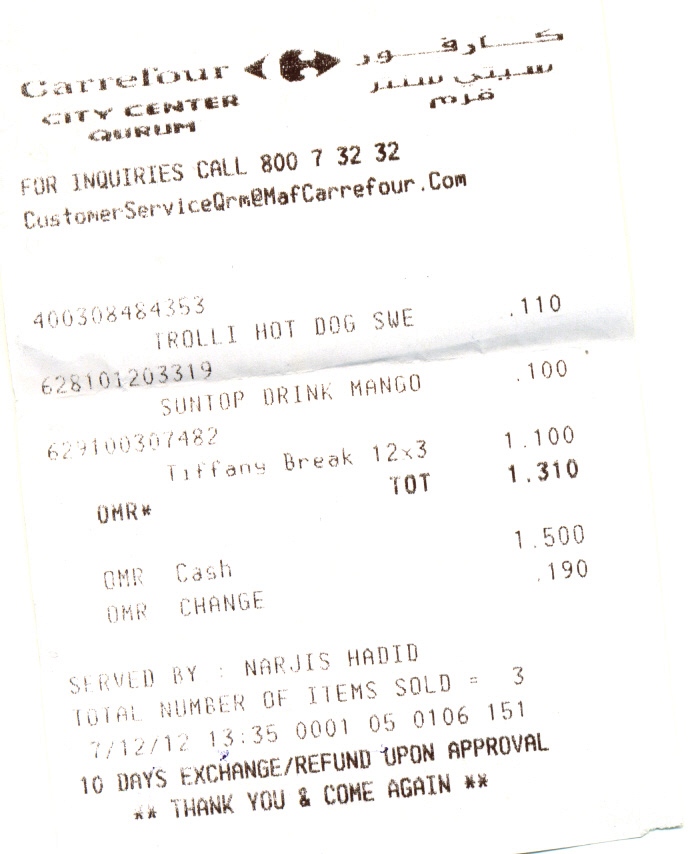 Carrefour كارفور
CITY CENTER سيتي سنتر
QURUM قرم
FOR INQUIRIES CALL 800 7 32 32
CustomerServiceQrm@MafCarrefour.Com
400308484353
TROLLI HOT DOG SWE .110
628101203319
SUNTOP DRINK MANGO .100
629100307482
Tiffany Break 12x3 1.100
OMR* TOT 1.310
OMR Cash 1.500
OMR CHANGE .190
SERVED BY : NARJIS HADID
TOTAL NUMBER OF ITEMS SOLD = 3
7/12/12 13:35 0001 05 0106 151
10 DAYS EXCHANGE/REFUND UPON APPROVAL
** THANK YOU & COME AGAIN **